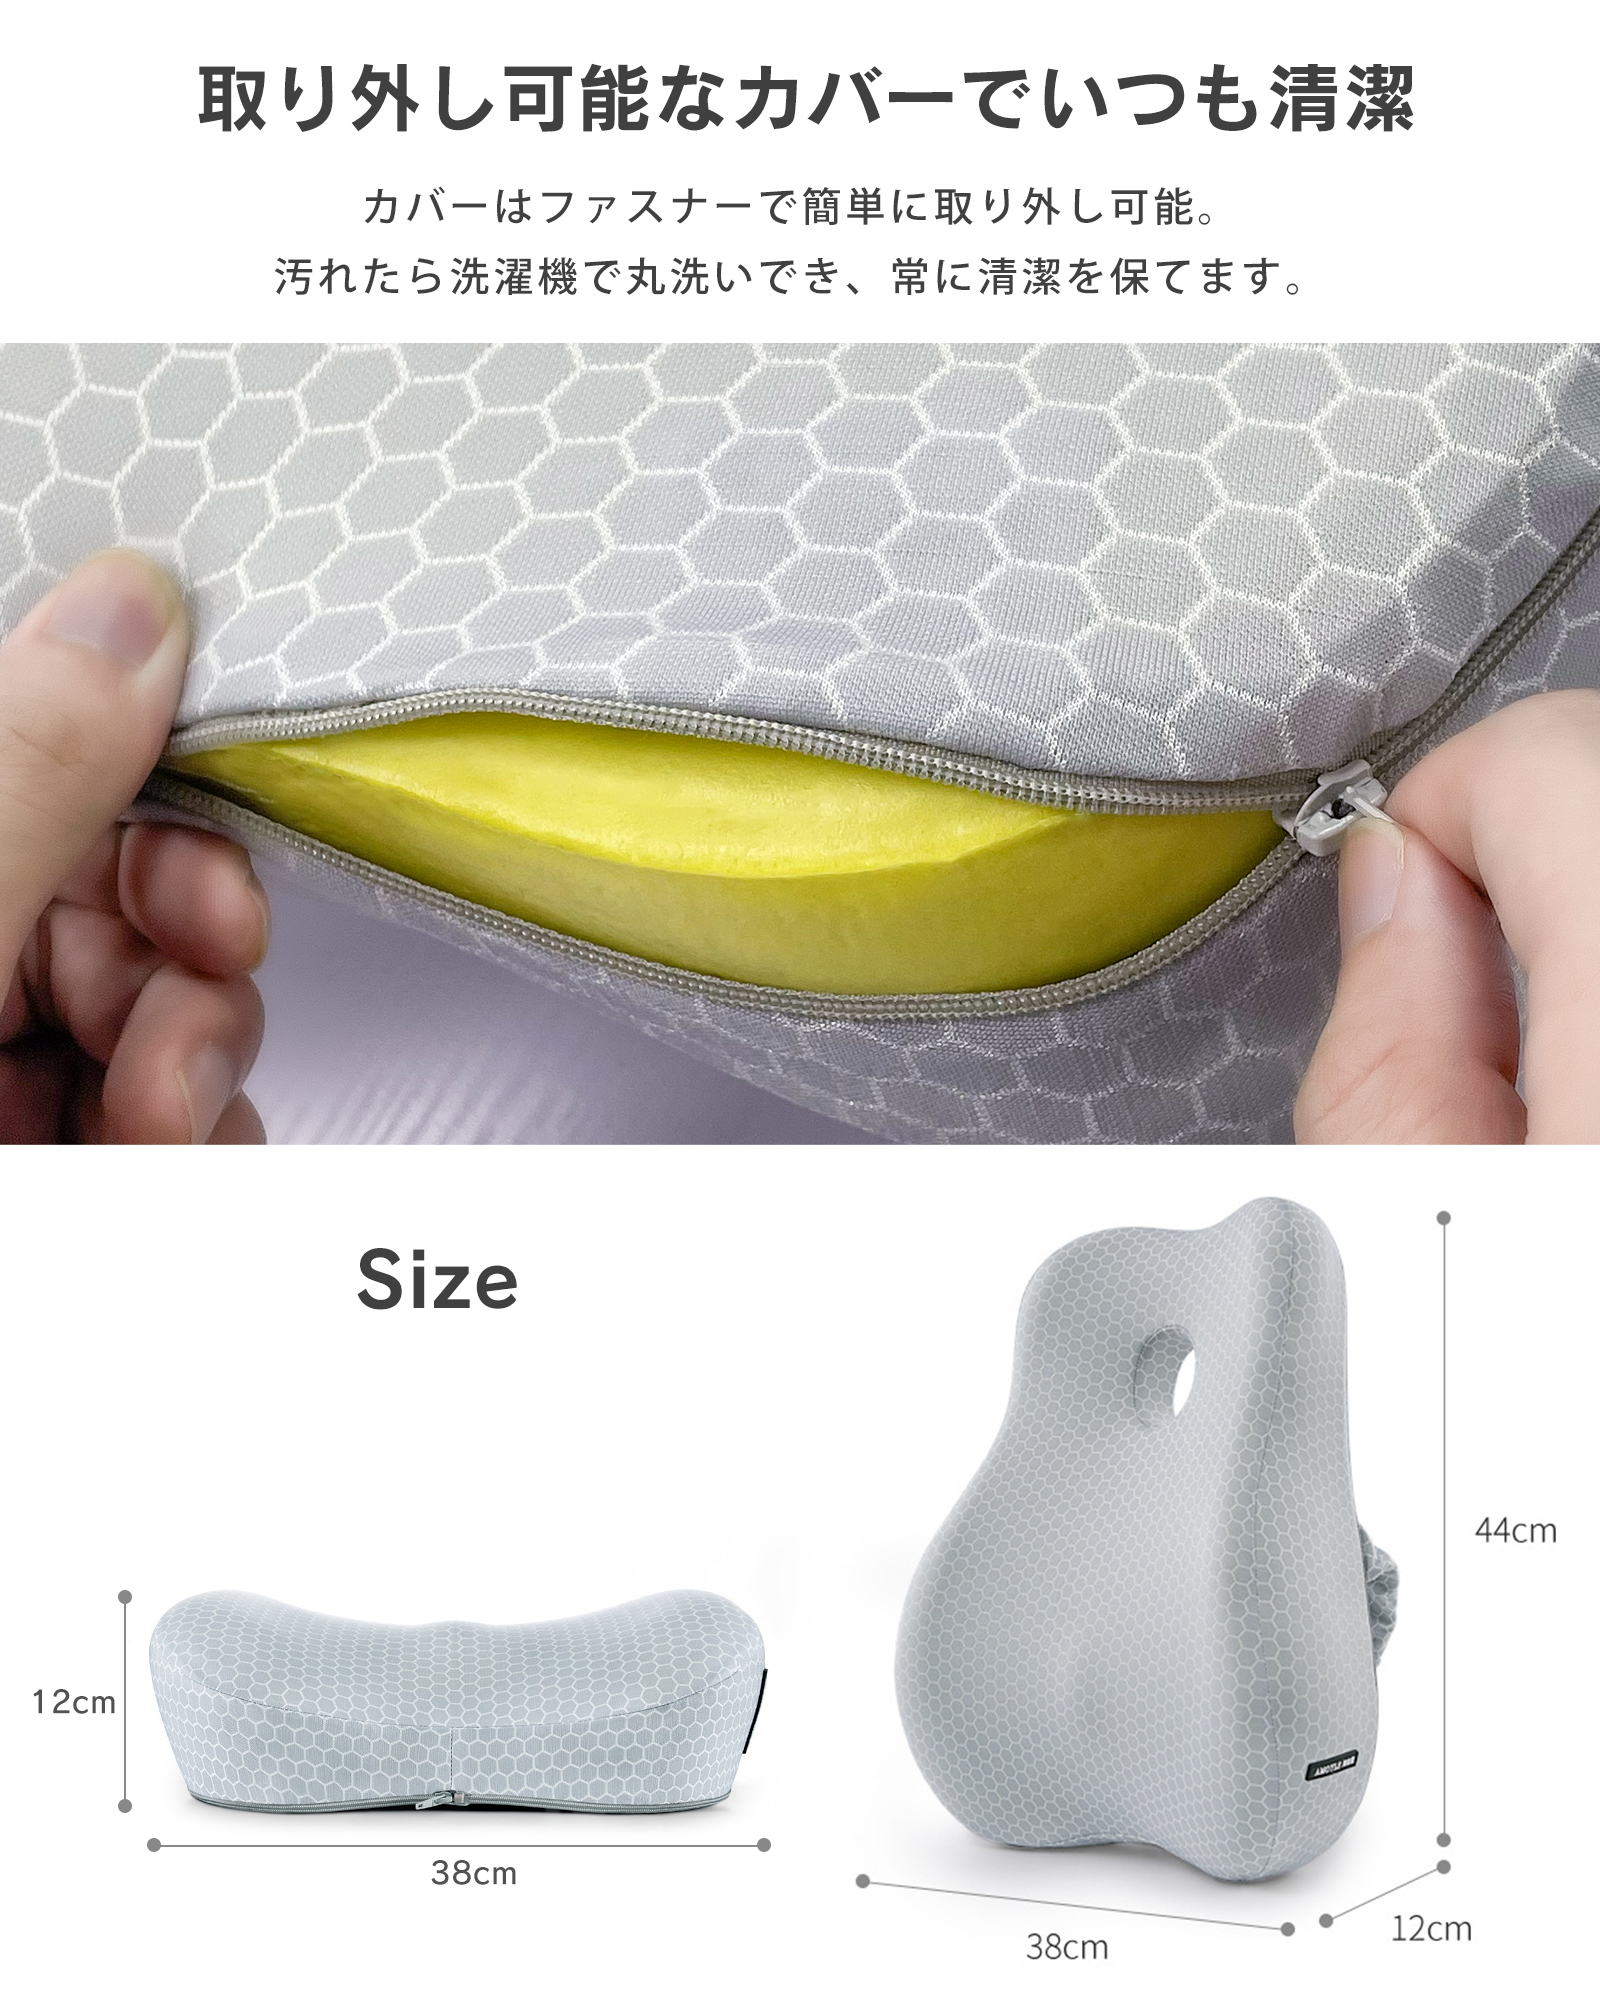 取り外し可能なカバーでいつも清潔
カバーはファスナーで簡単に取り外し可能。
汚れたら洗濯機で丸洗いでき、常に清潔を保てます。
Size
44cm
12cm
38cm
38cm
12cm